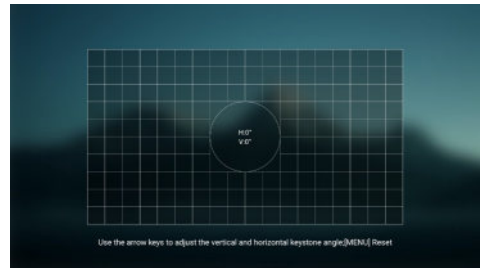 H:0°
V:0°
Use the arrow keys to adjust the vertical and horizontal keystone angle;[MENU] Reset